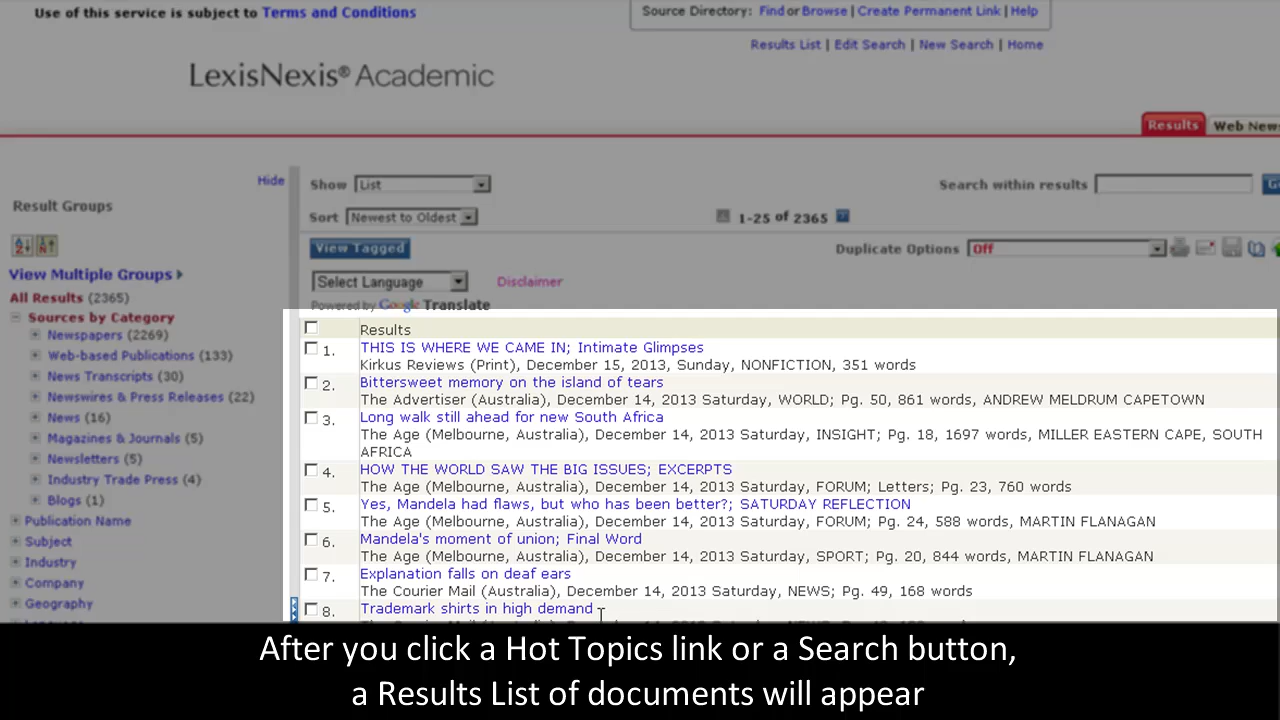 Use of this service is subject to Terms and Conditions
Source Directory: Find or Browse | Create Permanent Link | Help
Results List | Edit Search | New Search | Home
LexisNexis® Academic
Results Web News
Hide
Show List
Search within results
Result Groups
Sort Newest to Oldest
1-25 of 2365
View Tagged
Duplicate Options Off
View Multiple Groups
Select Language Disclaimer
All Results (2365)
Powered by Google Translate
Sources by Category
Newspapers (2269)
Web-based Publications (133)
News Transcripts (30)
Newswires & Press Releases (22)
News (16)
Magazines & Journals (5)
Newsletters (5)
Industry Trade Press (4)
Blogs (1)
Publication Name
Subject
Industry
Company
Geography
Results
1. THIS IS WHERE WE CAME IN; Intimate Glimpses
Kirkus Reviews (Print), December 15, 2013, Sunday, NONFICTION, 351 words
2. Bittersweet memory on the island of tears
The Advertiser (Australia), December 14, 2013 Saturday, WORLD; Pg. 50, 861 words, ANDREW MELDRUM CAPETOWN
3. Long walk still ahead for new South Africa
The Age (Melbourne, Australia), December 14, 2013 Saturday, INSIGHT; Pg. 18, 1697 words, MILLER EASTERN CAPE, SOUTH
AFRICA
4. HOW THE WORLD SAW THE BIG ISSUES; EXCERPTS
The Age (Melbourne, Australia), December 14, 2013 Saturday, FORUM; Letters; Pg. 23, 760 words
5. Yes, Mandela had flaws, but who has been better?; SATURDAY REFLECTION
The Age (Melbourne, Australia), December 14, 2013 Saturday, FORUM; Pg. 24, 588 words, MARTIN FLANAGAN
6. Mandela's moment of union; Final Word
The Age (Melbourne, Australia), December 14, 2013 Saturday, SPORT; Pg. 20, 844 words, MARTIN FLANAGAN
7. Explanation falls on deaf ears
The Courier Mail (Australia), December 14, 2013 Saturday, NEWS; Pg. 49, 168 words
8. Trademark shirts in high demand
After you click a Hot Topics link or a Search button,
a Results List of documents will appear